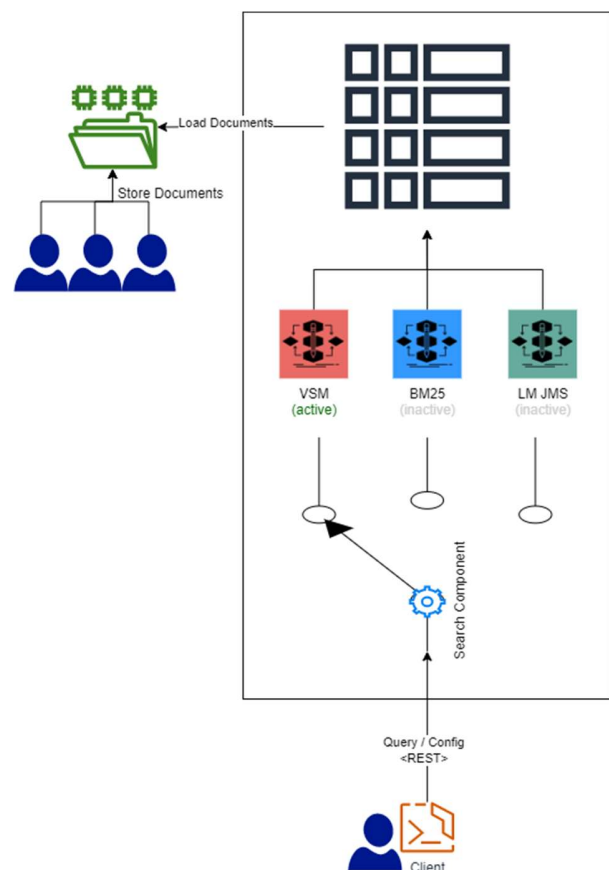 Load Documents
Store Documents
VSM
(active)
BM25
(inactive)
LM JMS
(inactive)
Search Component
Query / Config
<REST>
Client